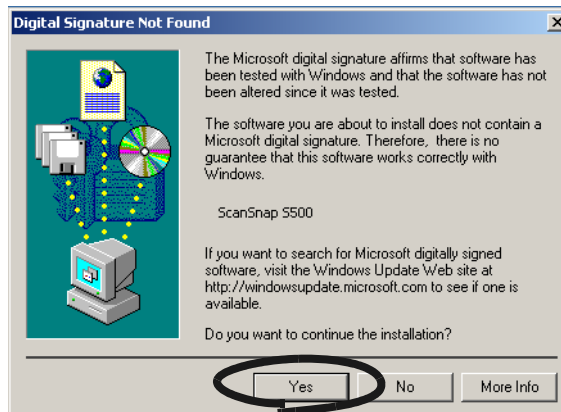 Digital Signature Not Found
The Microsoft digital signature affirms that software has
been tested with Windows and that the software has not
been altered since it was tested.
The software you are about to install does not contain a
Microsoft digital signature. Therefore, there is no
guarantee that this software works correctly with
Windows.
ScanSnap S500
If you want to search for Microsoft digitally signed
software, visit the Windows Update Web site at
http://windowsupdate.microsoft.com to see if one is
available.
Do you want to continue the installation?
Yes No More Info